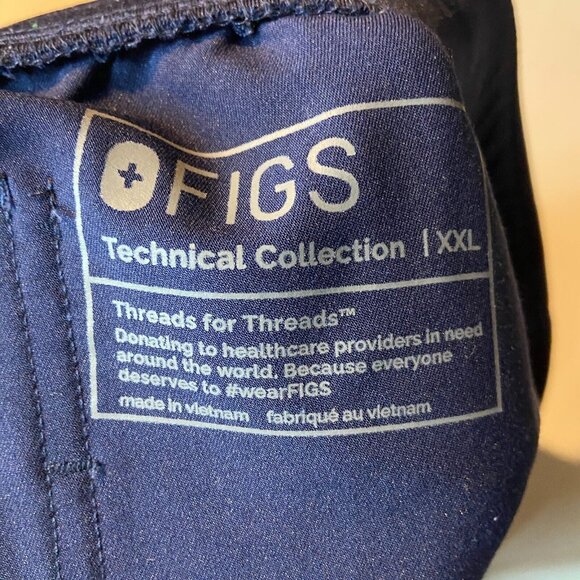 FIGS
Technical Collection | XXL
Threads for Threads™
Donating to healthcare providers in need
around the world. Because everyone
deserves to #wearFIGS
made in vietnam fabriqué au vietnam